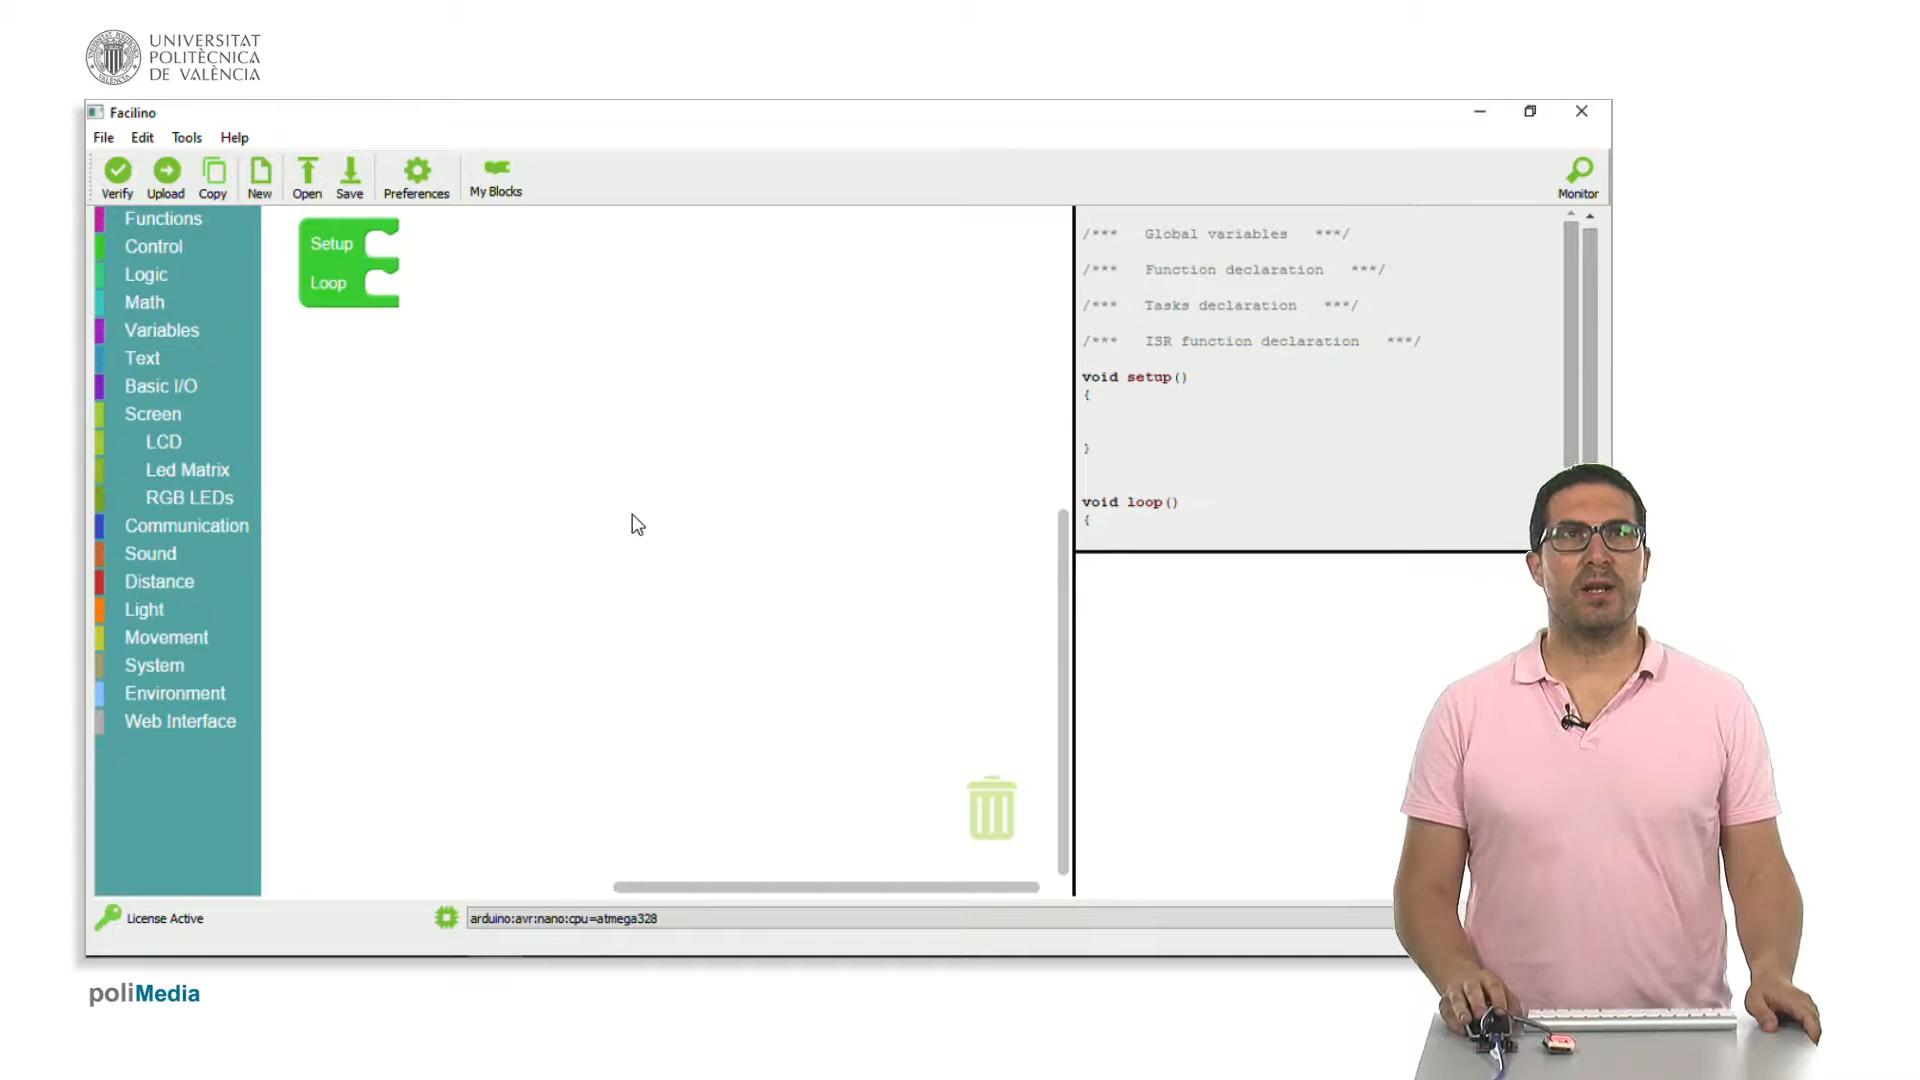 UNIVERSITAT
POLITÈCNICA
DE VALÈNCIA
Facilino
File Edit Tools Help
Verify Upload Copy New Open Save Preferences My Blocks Monitor
Functions
Control
Logic
Math
Variables
Text
Basic I/O
Screen
LCD
Led Matrix
RGB LEDs
Communication
Sound
Distance
Light
Movement
System
Environment
Web Interface
Setup
Loop
/*** Global variables ***/
/*** Function declaration ***/
/*** Tasks declaration ***/
/*** ISR function declaration ***/
void setup()
{
}
void loop()
{
License Active
arduino:avr:nano:cpu=atmega328
poliMedia